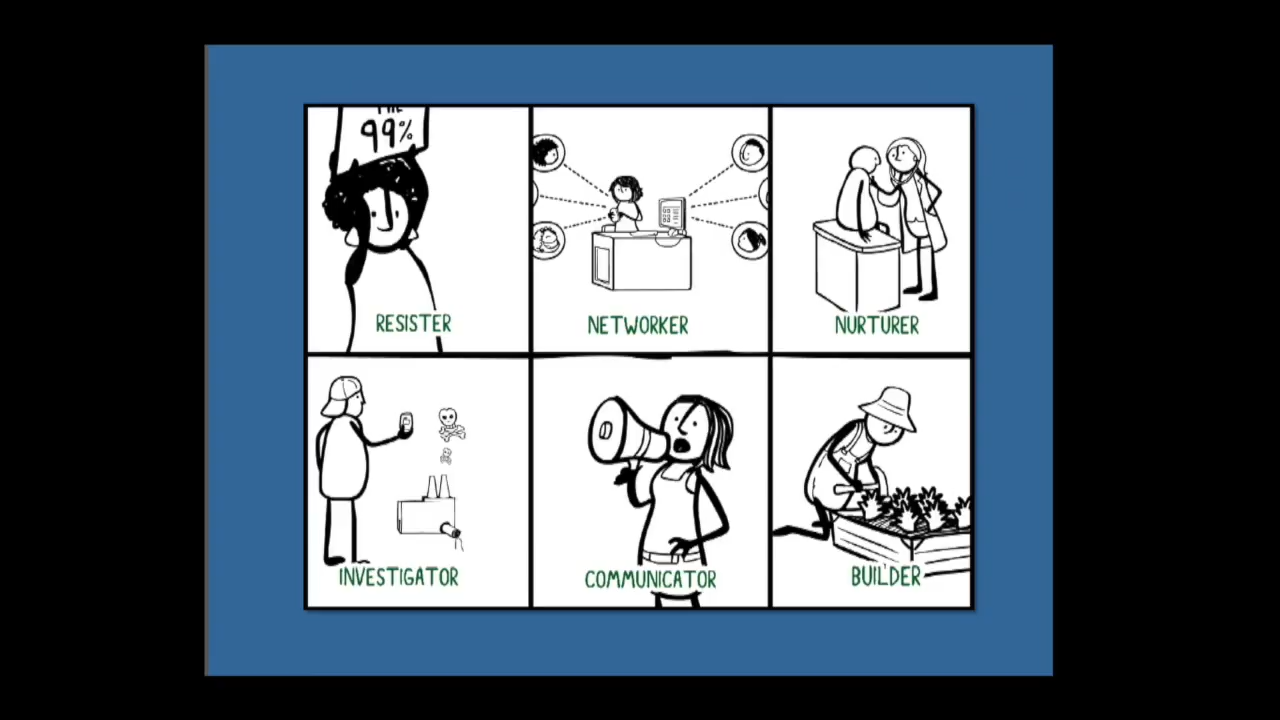 99%
RESISTER
NETWORKER
NURTURER
INVESTIGATOR
COMMUNICATOR
BUILDER